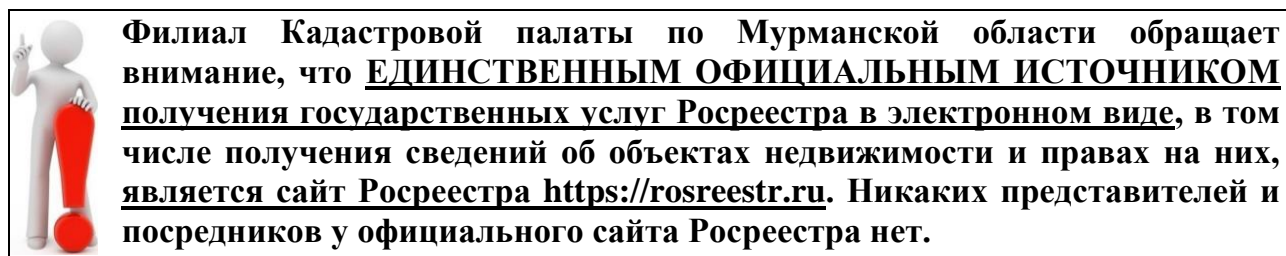 Филиал Кадастровой палаты по Мурманской области обращает
внимание, что ЕДИНСТВЕННЫМ ОФИЦИАЛЬНЫМ ИСТОЧНИКОМ
получения государственных услуг Росреестра в электронном виде, в том
числе получения сведений об объектах недвижимости и правах на них,
является сайт Росреестра https://rosreestr.ru. Никаких представителей и
посредников у официального сайта Росреестра нет.